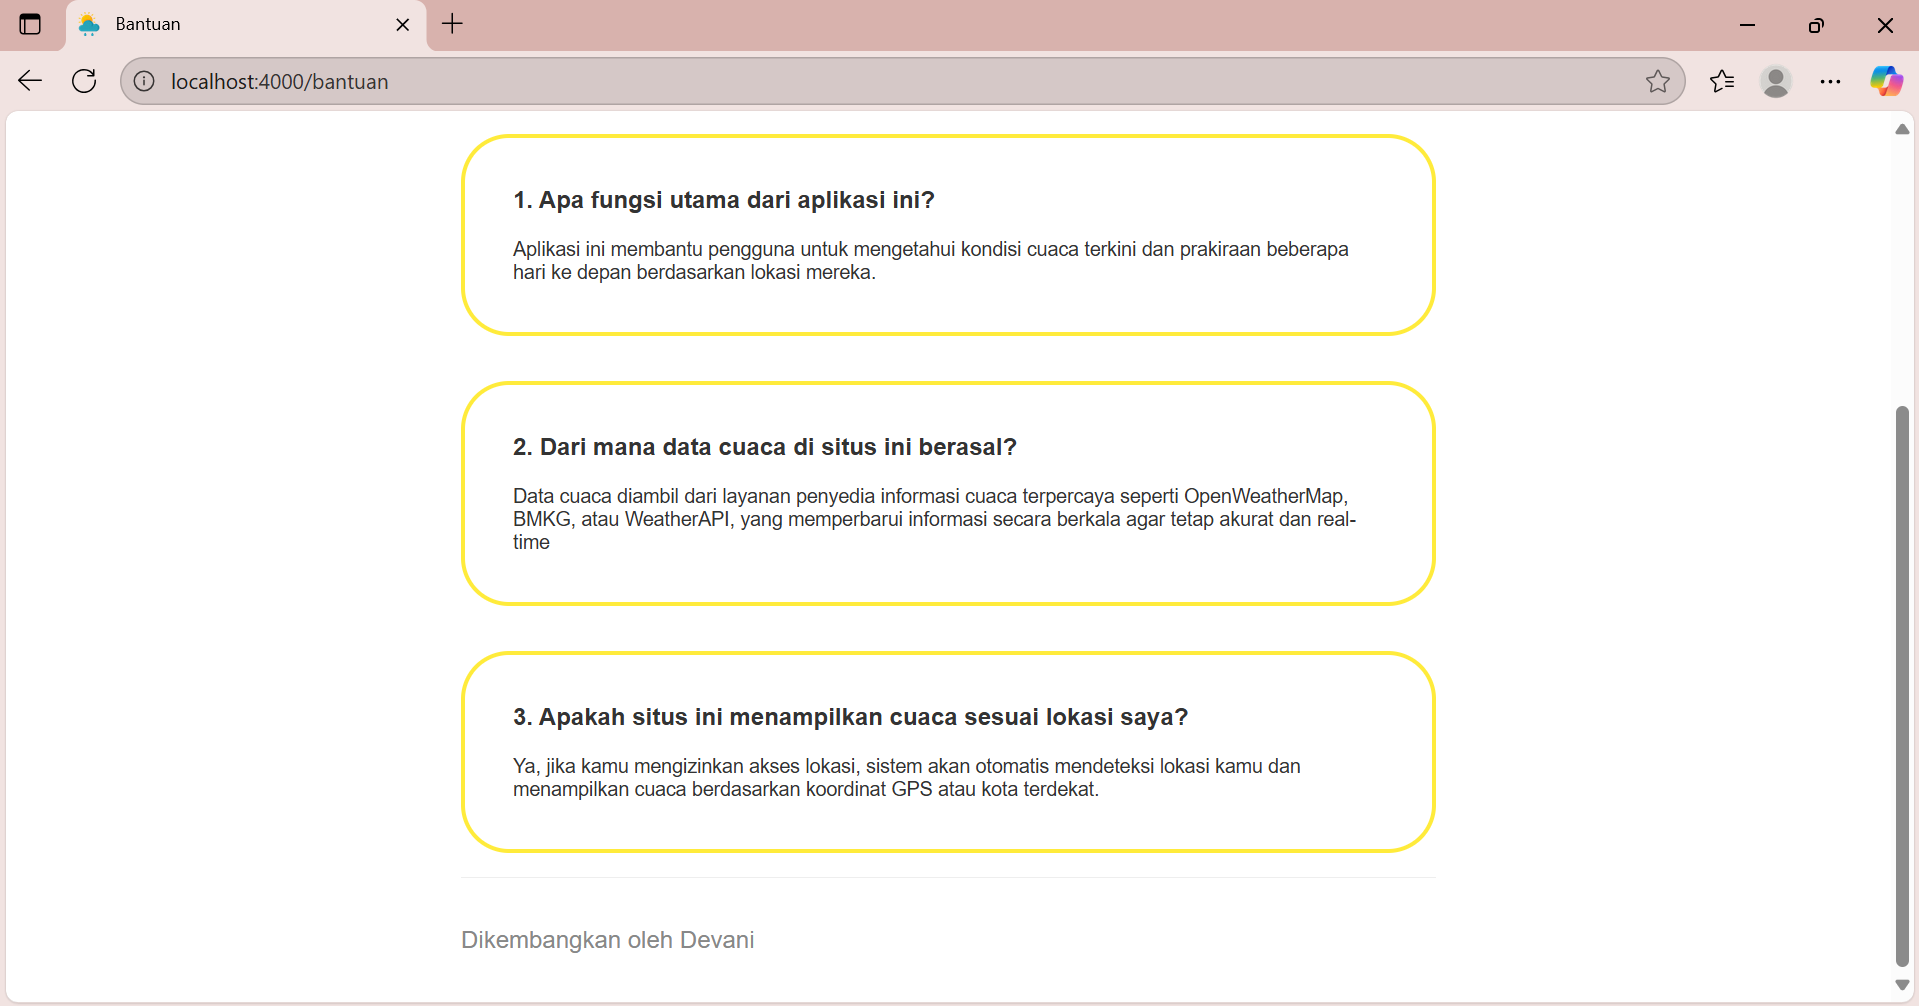 Bantuan
localhost:4000/bantuan
1. Apa fungsi utama dari aplikasi ini?
Aplikasi ini membantu pengguna untuk mengetahui kondisi cuaca terkini dan prakiraan beberapa
hari ke depan berdasarkan lokasi mereka.
2. Dari mana data cuaca di situs ini berasal?
Data cuaca diambil dari layanan penyedia informasi cuaca terpercaya seperti OpenWeatherMap,
BMKG, atau WeatherAPI, yang memperbarui informasi secara berkala agar tetap akurat dan real-
time
3. Apakah situs ini menampilkan cuaca sesuai lokasi saya?
Ya, jika kamu mengizinkan akses lokasi, sistem akan otomatis mendeteksi lokasi kamu dan
menampilkan cuaca berdasarkan koordinat GPS atau kota terdekat.
Dikembangkan oleh Devani